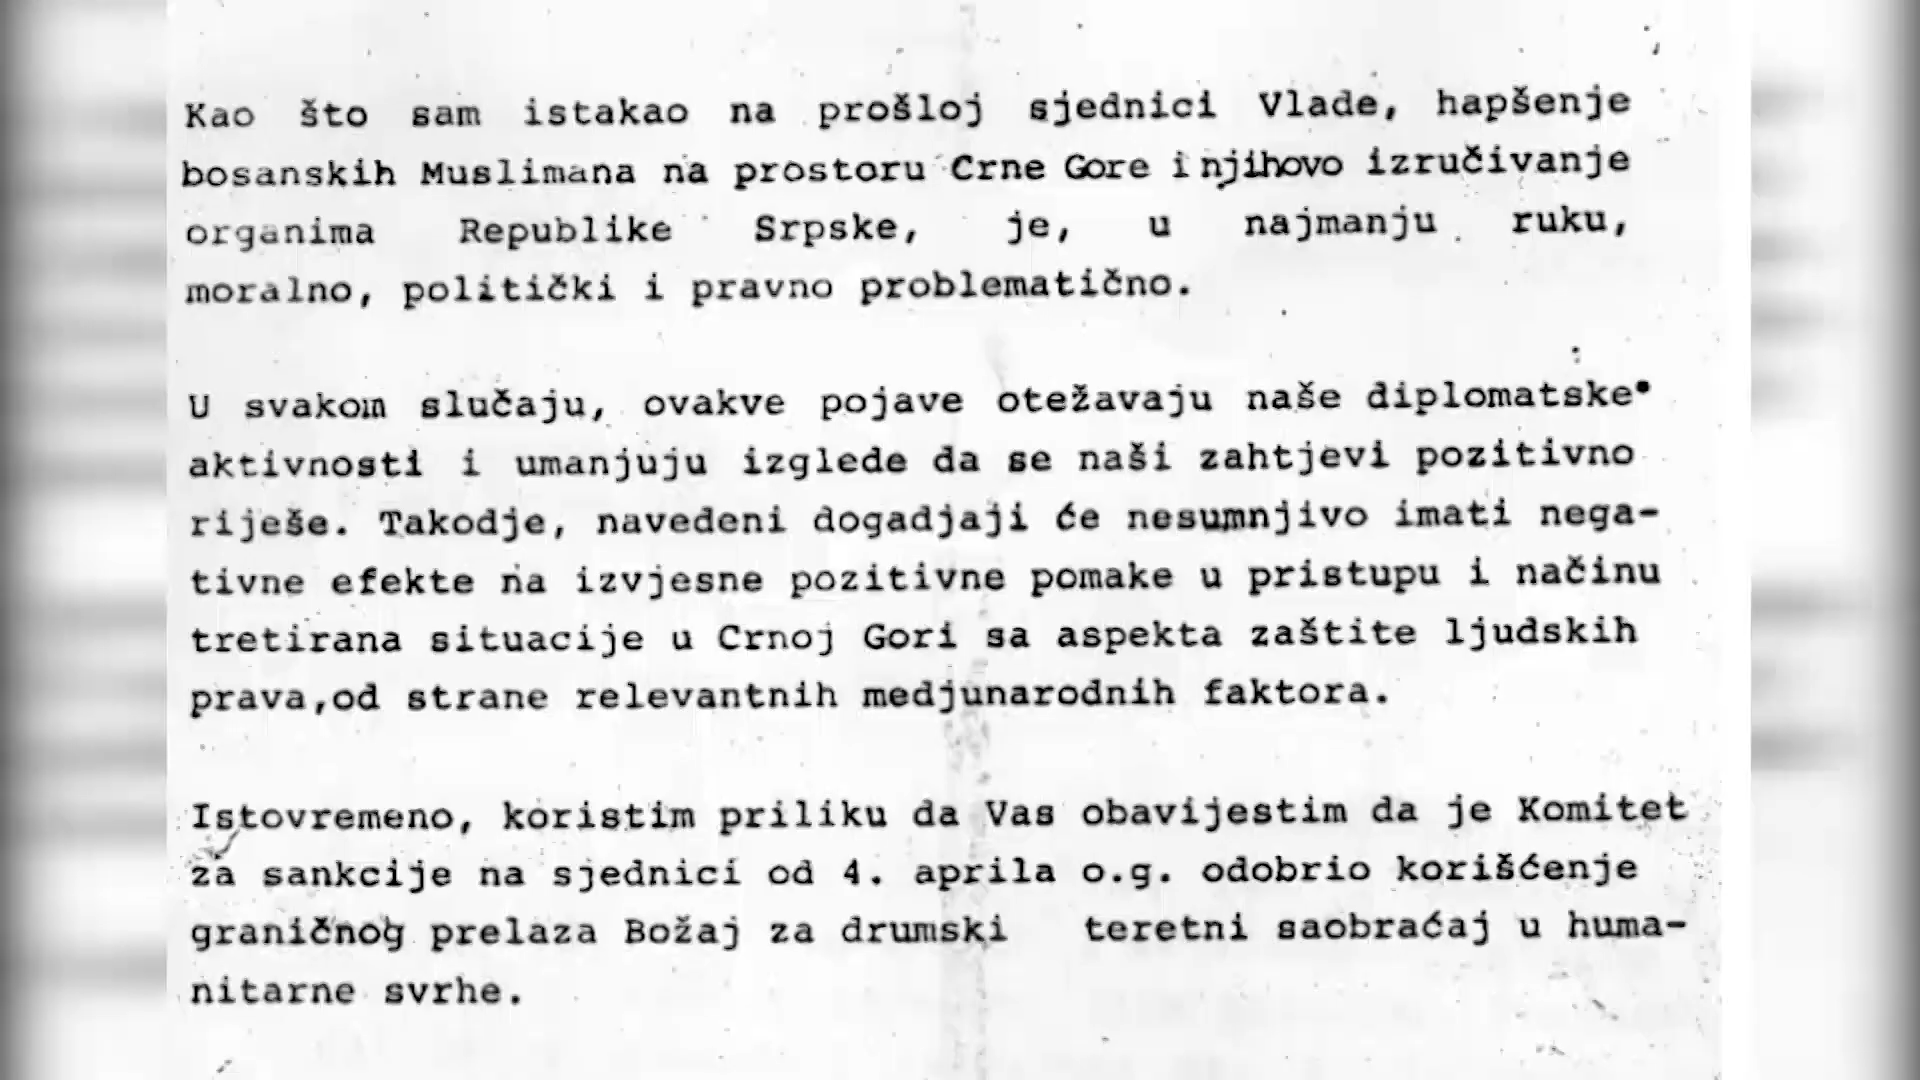 Kao što sam istakao na prošloj sjednici Vlade, hapšenje
bosanskih Muslimana na prostoru Crne Gore i njihovo izručivanje
organima Republike Srpske, je, u najmanju ruku,
moralno, politički i pravno problematično.
U svakom slučaju, ovakve pojave otežavaju naše diplomatske
aktivnosti i umanjuju izglede da se naši zahtjevi pozitivno
riješe. Takodje, navedeni dogadjaji će nesumnjivo imati nega-
tivne efekte na izvjesne pozitivne pomake u pristupu i načinu
tretirana situacije u Crnoj Gori sa aspekta zaštite ljudskih
prava,od strane relevantnih medjunarodnih faktora.
Istovremeno, koristim priliku da Vas obavijestim da je Komitet
za sankcije na sjednici od 4. aprila o.g. odobrio korišćenje
graničnog prelaza Božaj za drumski teretni saobraćaj u huma-
nitarne svrhe.